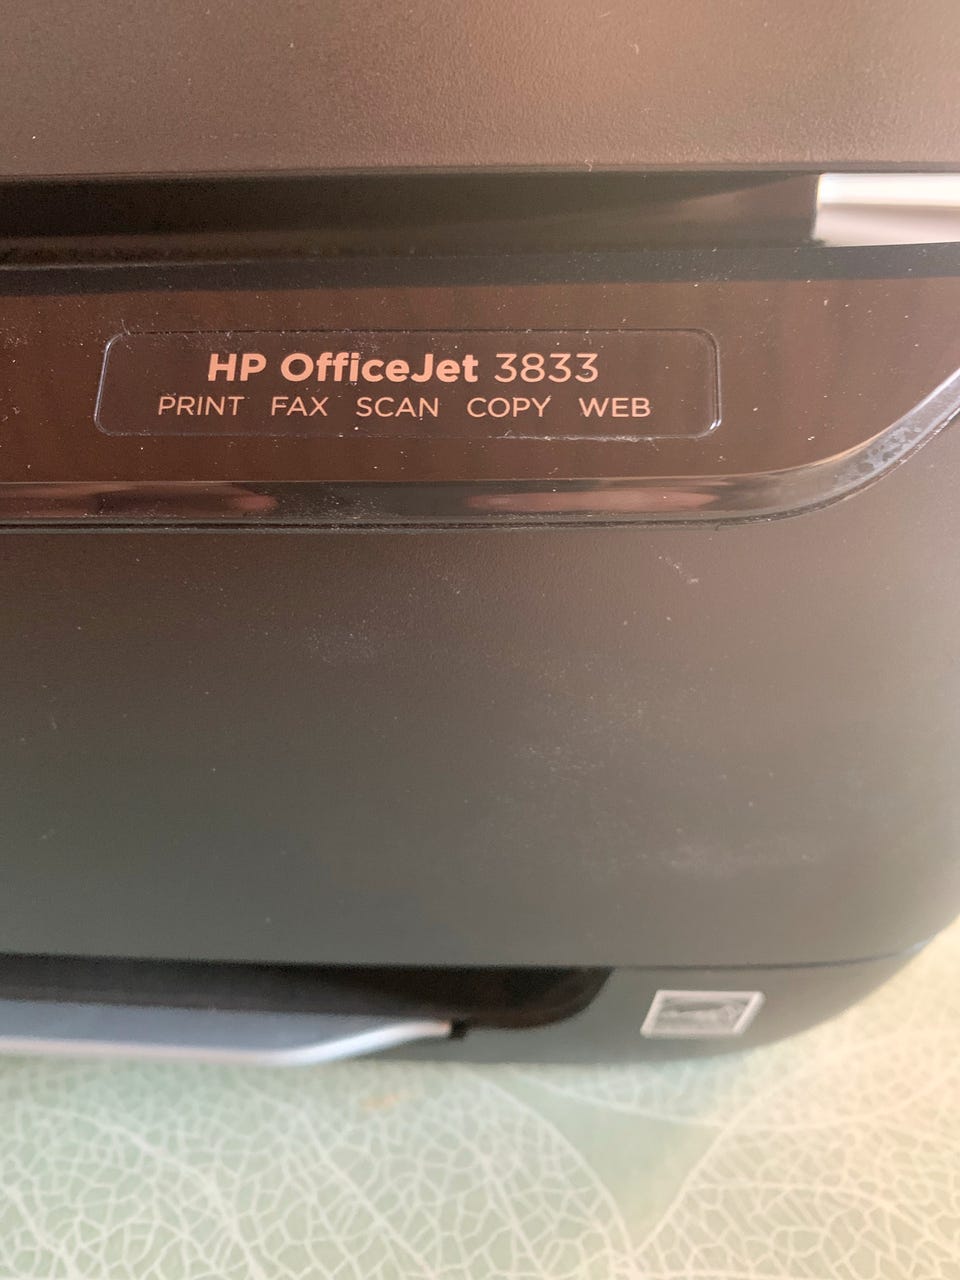 HP OfficeJet 3833
PRINT FAX SCAN COPY WEB